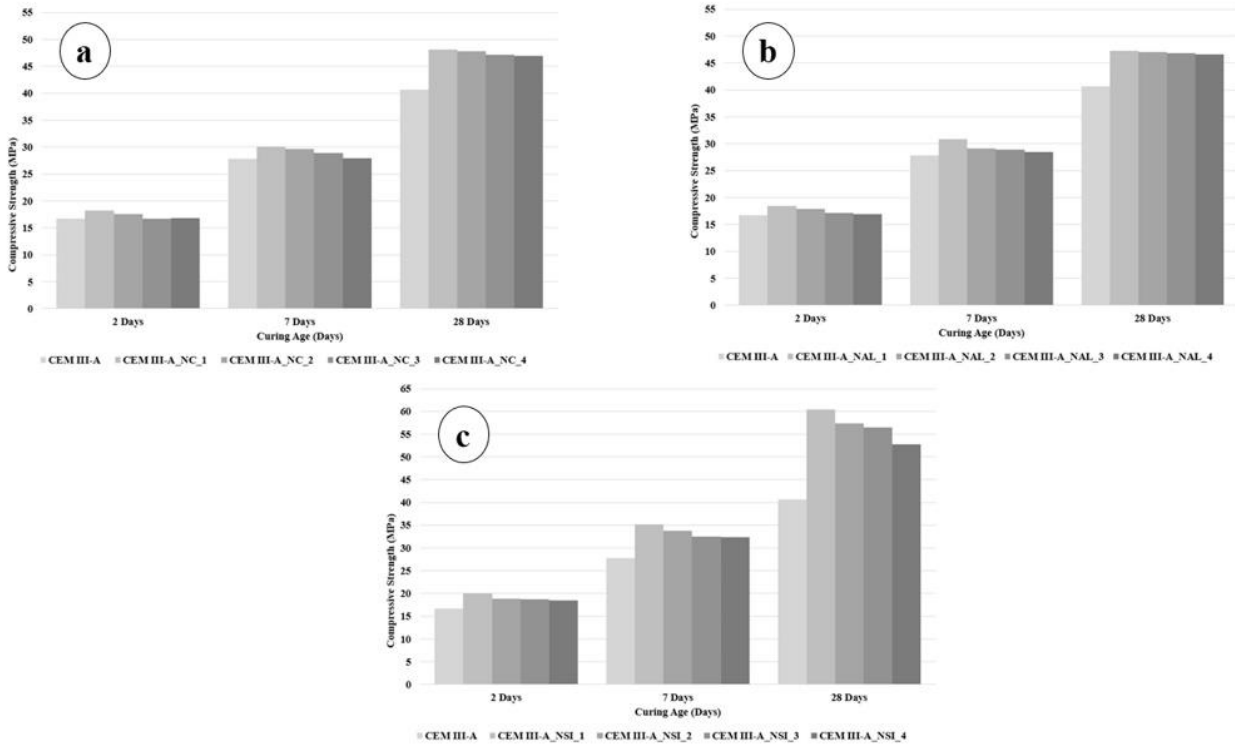 a
55
50
45
40
35
30
25
20
15
10
5
0
Compressive Strength (MPa)
2 Days 7 Days 28 Days
Curing Age (Days)
CEM III-A CEM III-A_NC_1 CEM III-A_NC_2 CEM III-A_NC_3 CEM III-A_NC_4
b
55
50
45
40
35
30
25
20
15
10
5
0
Compressive Strength (MPa)
2 Days 7 Days 28 Days
Curing Age (Days)
CEM III-A CEM III-A_NAL_1 CEM III-A_NAL_2 CEM III-A_NAL_3 CEM III-A_NAL_4
c
65
60
55
50
45
40
35
30
25
20
15
10
5
0
Compressive Strength (MPa)
2 Days 7 Days 28 Days
Curing Age (Days)
CEM III-A CEM III-A_NSI_1 CEM III-A_NSI_2 CEM III-A_NSI_3 CEM III-A_NSI_4